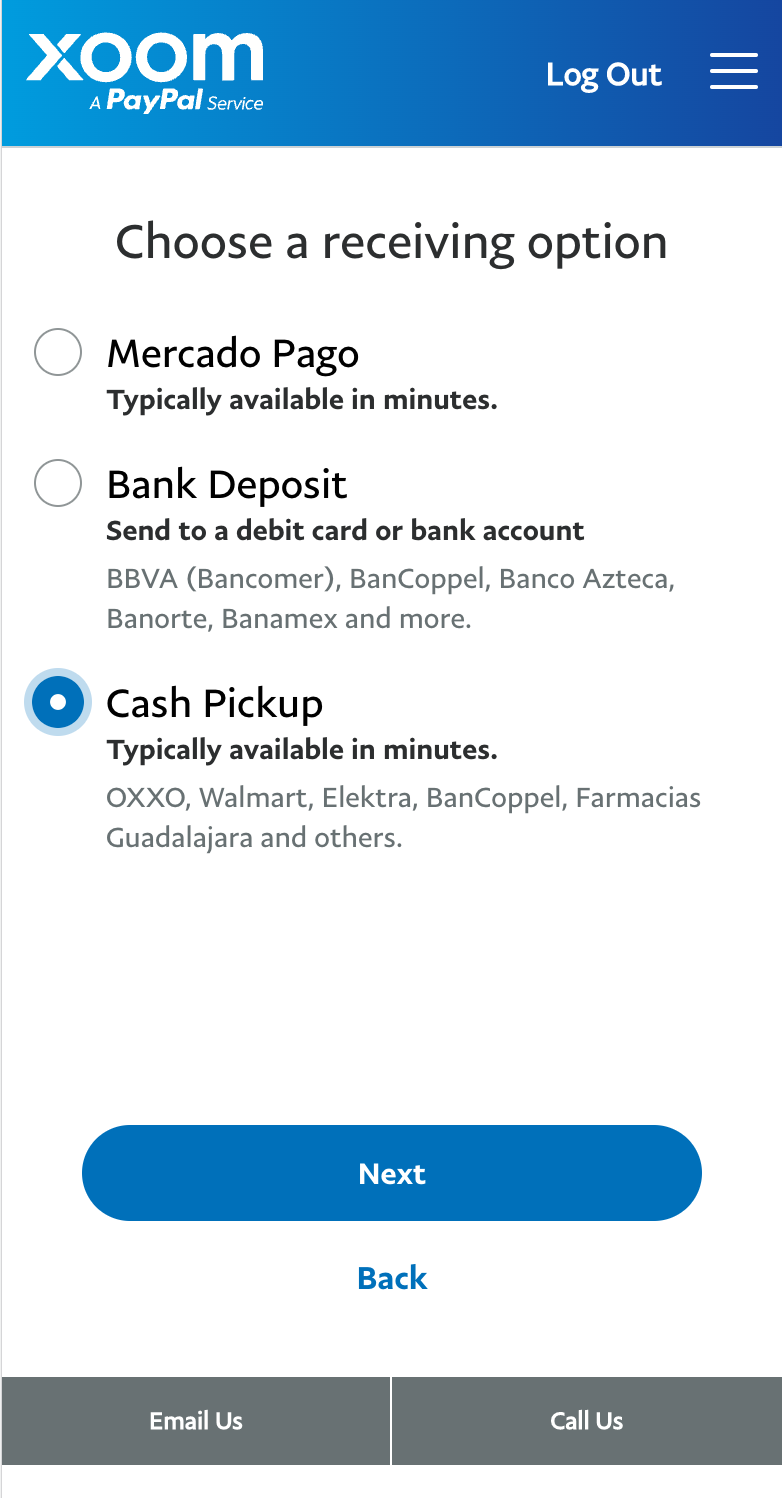 xoom
A PayPal Service
Log Out
Choose a receiving option
Mercado Pago
Typically available in minutes.
Bank Deposit
Send to a debit card or bank account
BBVA (Bancomer), BanCoppel, Banco Azteca,
Banorte, Banamex and more.
Cash Pickup
Typically available in minutes.
OXXO, Walmart, Elektra, BanCoppel, Farmacias
Guadalajara and others.
Next
Back
Email Us
Call Us